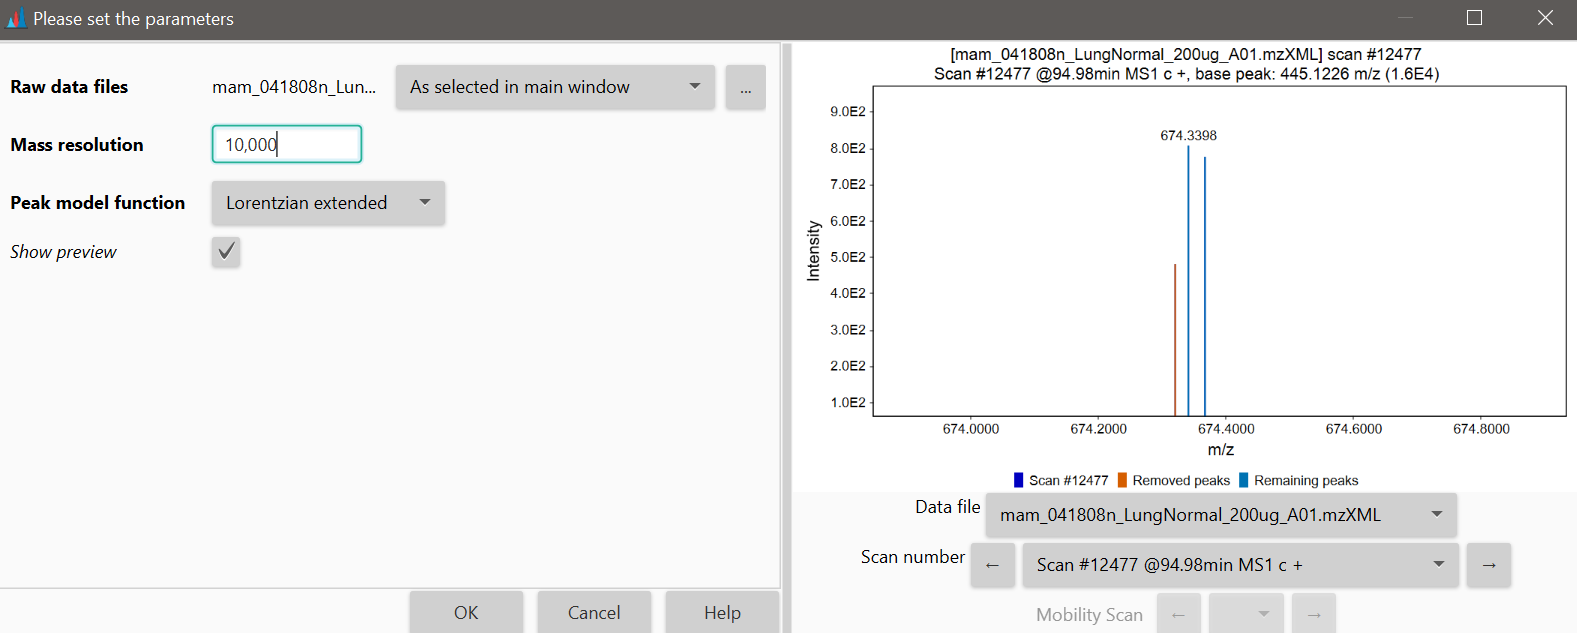 Please set the parameters
Raw data files mam_041808n_Lun... As selected in main window ...
Mass resolution 10,000
Peak model function Lorentzian extended
Show preview
OK Cancel Help
[mam_041808n_LungNormal_200ug_A01.mzXML] scan #12477
Scan #12477 @94.98min MS1 c +, base peak: 445.1226 m/z (1.6E4)
Intensity
9.0E2
8.0E2
7.0E2
6.0E2
5.0E2
4.0E2
3.0E2
2.0E2
1.0E2
674.3398
674.0000 674.2000 674.4000 674.6000 674.8000
m/z
Scan #12477 Removed peaks Remaining peaks
Data file mam_041808n_LungNormal_200ug_A01.mzXML
Scan number ← Scan #12477 @94.98min MS1 c + →
Mobility Scan ← →